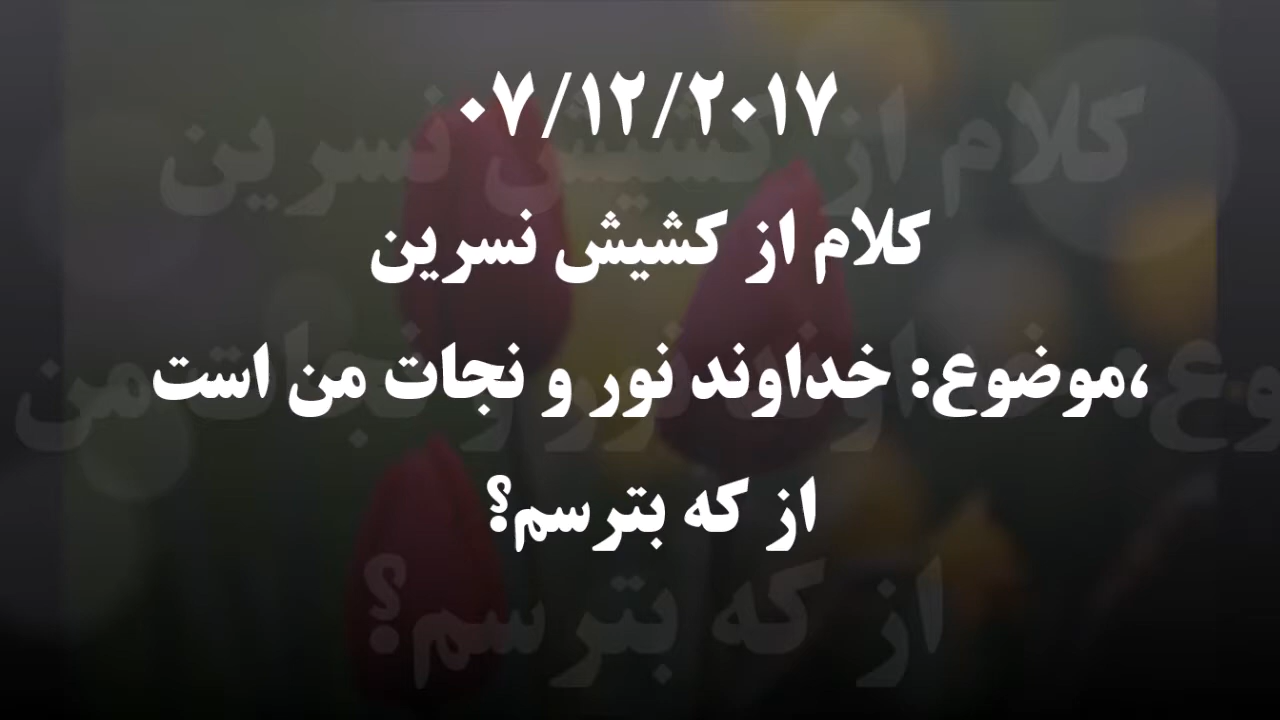 ۰۷/۱۲/۲۰۱۷
کلام از کشیش نسرین
،موضوع: خداوند نور و نجات من است
از که بترسم؟